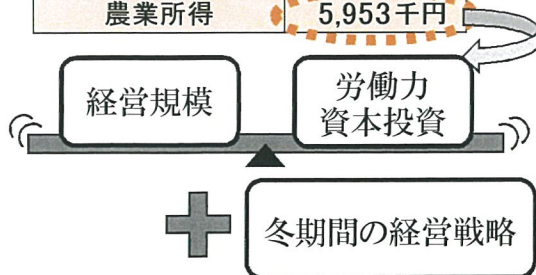 農業所得 5,953千円
経営規模
労働力
資本投資
冬期間の経営戦略